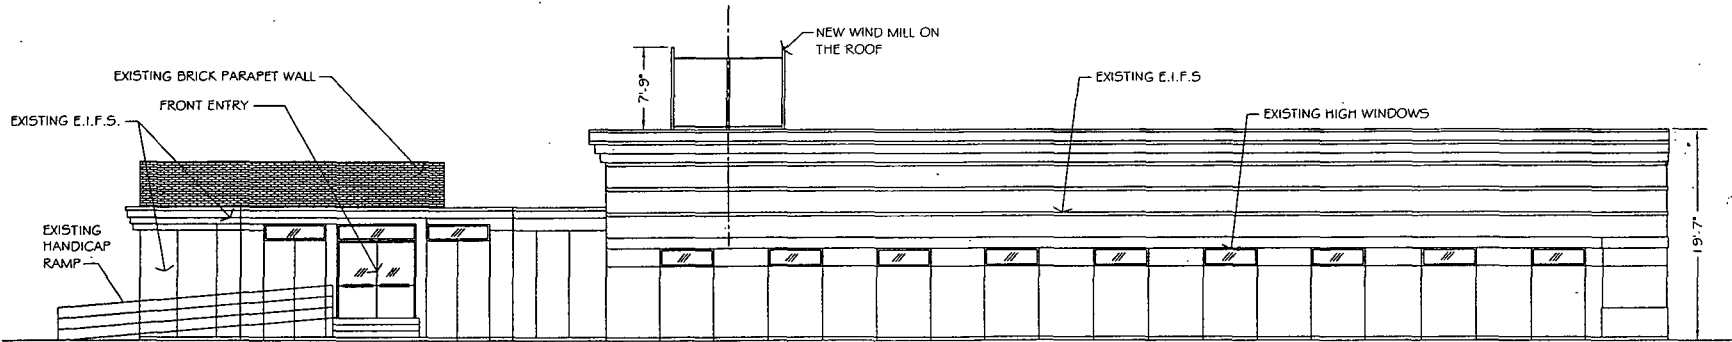 NEW WIND MILL ON
THE ROOF
7'-9"
EXISTING BRICK PARAPET WALL
EXISTING E.I.F.S
FRONT ENTRY
EXISTING HIGH WINDOWS
EXISTING E.I.F.S.
EXISTING
HANDICAP
RAMP
19'-7"